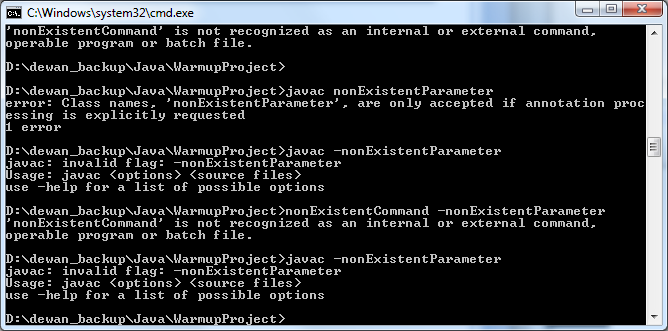 C:\Windows\system32\cmd.exe
'nonExistentCommand' is not recognized as an internal or external command,
operable program or batch file.
D:\dewan_backup\Java\WarmupProject>
D:\dewan_backup\Java\WarmupProject>javac nonExistentParameter
error: Class names, 'nonExistentParameter', are only accepted if annotation proc
essing is explicitly requested
1 error
D:\dewan_backup\Java\WarmupProject>javac -nonExistentParameter
javac: invalid flag: -nonExistentParameter
Usage: javac <options> <source files>
use -help for a list of possible options
D:\dewan_backup\Java\WarmupProject>nonExistentCommand -nonExistentParameter
'nonExistentCommand' is not recognized as an internal or external command,
operable program or batch file.
D:\dewan_backup\Java\WarmupProject>javac -nonExistentParameter
javac: invalid flag: -nonExistentParameter
Usage: javac <options> <source files>
use -help for a list of possible options
D:\dewan_backup\Java\WarmupProject>